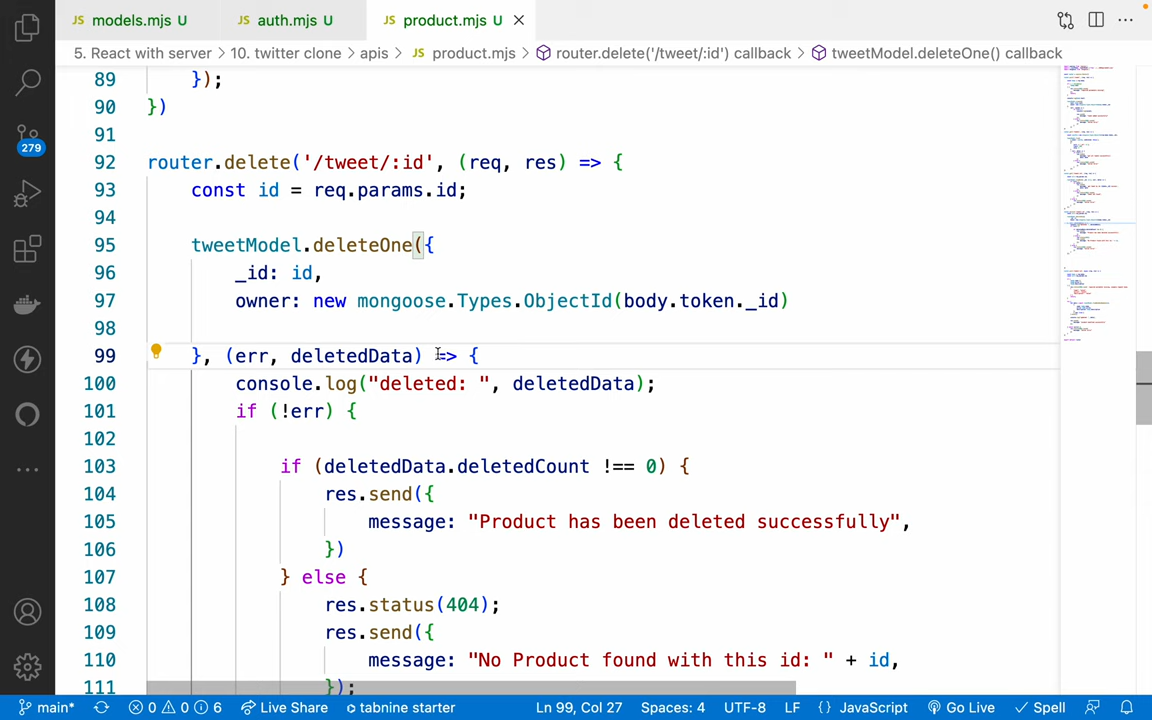 JS models.mjs U JS auth.mjs U JS product.mjs U
5. React with server > 10. twitter clone > apis > JS product.mjs > router.delete('/tweet/:id') callback > tweetModel.deleteOne() callback
89 });
90 })
91
92 router.delete('/tweet/:id', (req, res) => {
93 const id = req.params.id;
94
95 tweetModel.deleteOne({
96 _id: id,
97 owner: new mongoose.Types.ObjectId(body.token._id)
98
99 }, (err, deletedData) => {
100 console.log("deleted: ", deletedData);
101 if (!err) {
102
103 if (deletedData.deletedCount !== 0) {
104 res.send({
105 message: "Product has been deleted successfully",
106 })
107 } else {
108 res.status(404);
109 res.send({
110 message: "No Product found with this id: " + id,
111 });
279
main* 0 0 6 Live Share tabnine starter Ln 99, Col 27 Spaces: 4 UTF-8 LF {} JavaScript Go Live Spell